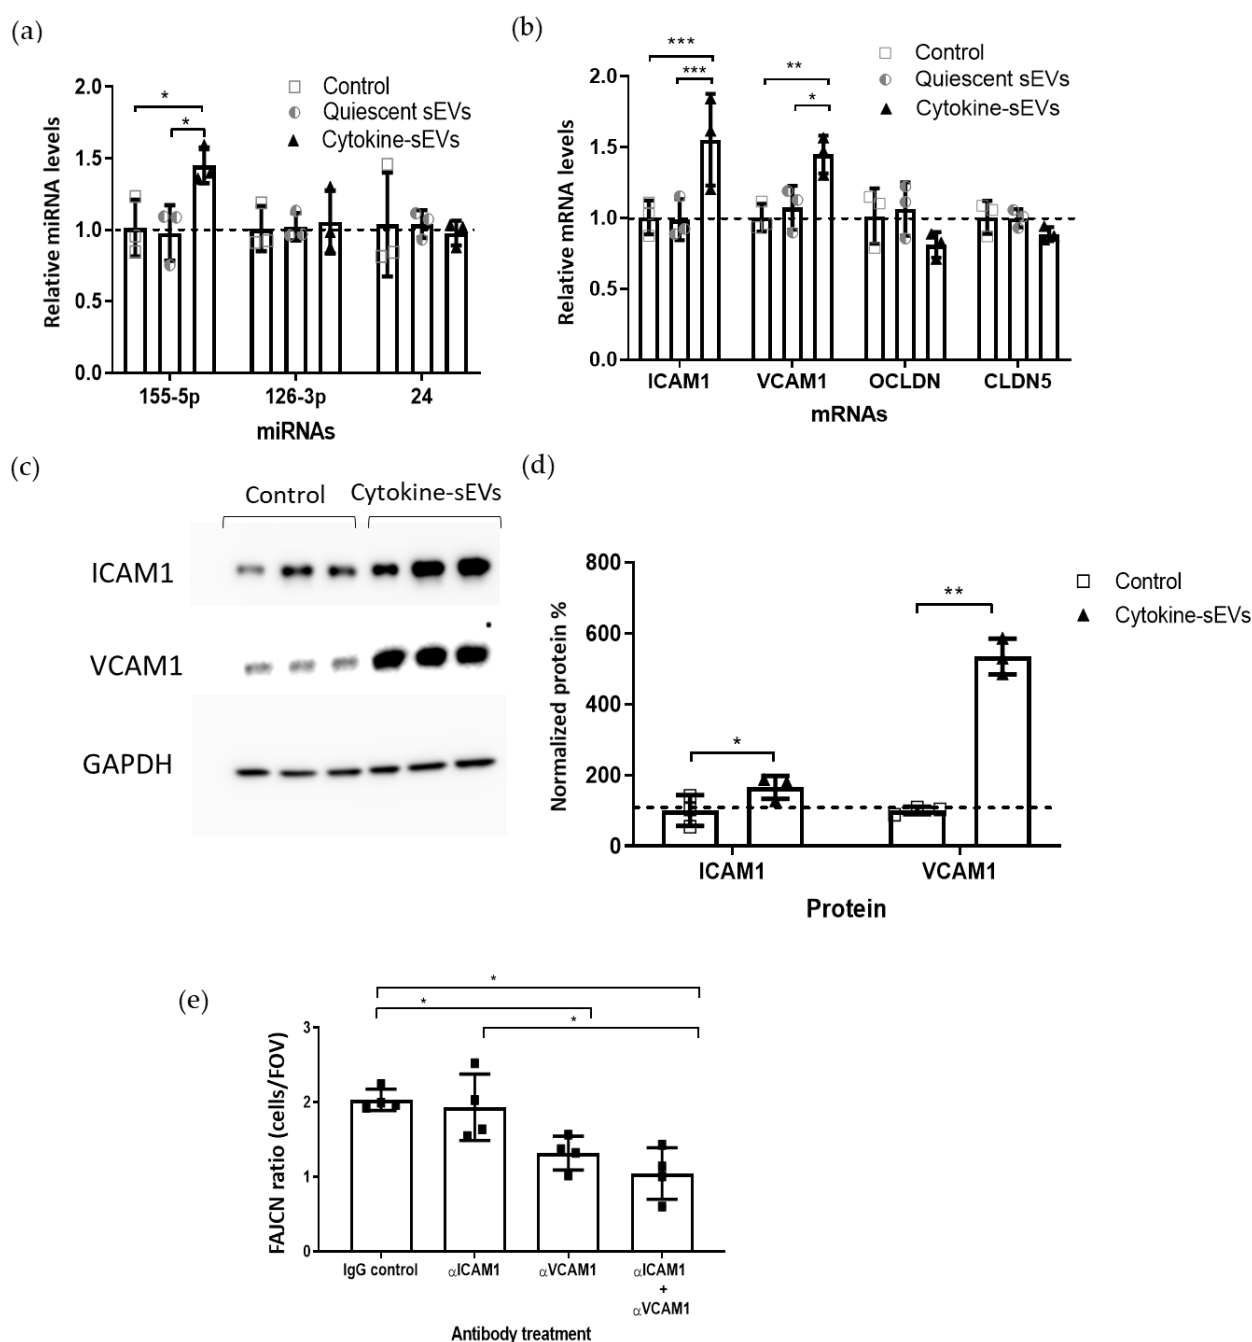 (a)
2.0
1.5
1.0
0.5
0.0
Relative miRNA levels
*
*
Control
Quiescent sEVs
Cytokine-sEVs
155-5p 126-3p 24
miRNAs
(b)
2.0
1.5
1.0
0.5
0.0
Relative mRNA levels
***
***
**
*
Control
Quiescent sEVs
Cytokine-sEVs
ICAM1 VCAM1 OCLDN CLDN5
mRNAs
(c)
Control Cytokine-sEVs
ICAM1
VCAM1
GAPDH
(d)
800
600
400
200
0
Normalized protein %
*
**
Control
Cytokine-sEVs
ICAM1 VCAM1
Protein
(e)
*
*
*
3
2
1
0
FAJCN ratio (cells/FOV)
IgG control αICAM1 αVCAM1 αICAM1
+
αVCAM1
Antibody treatment